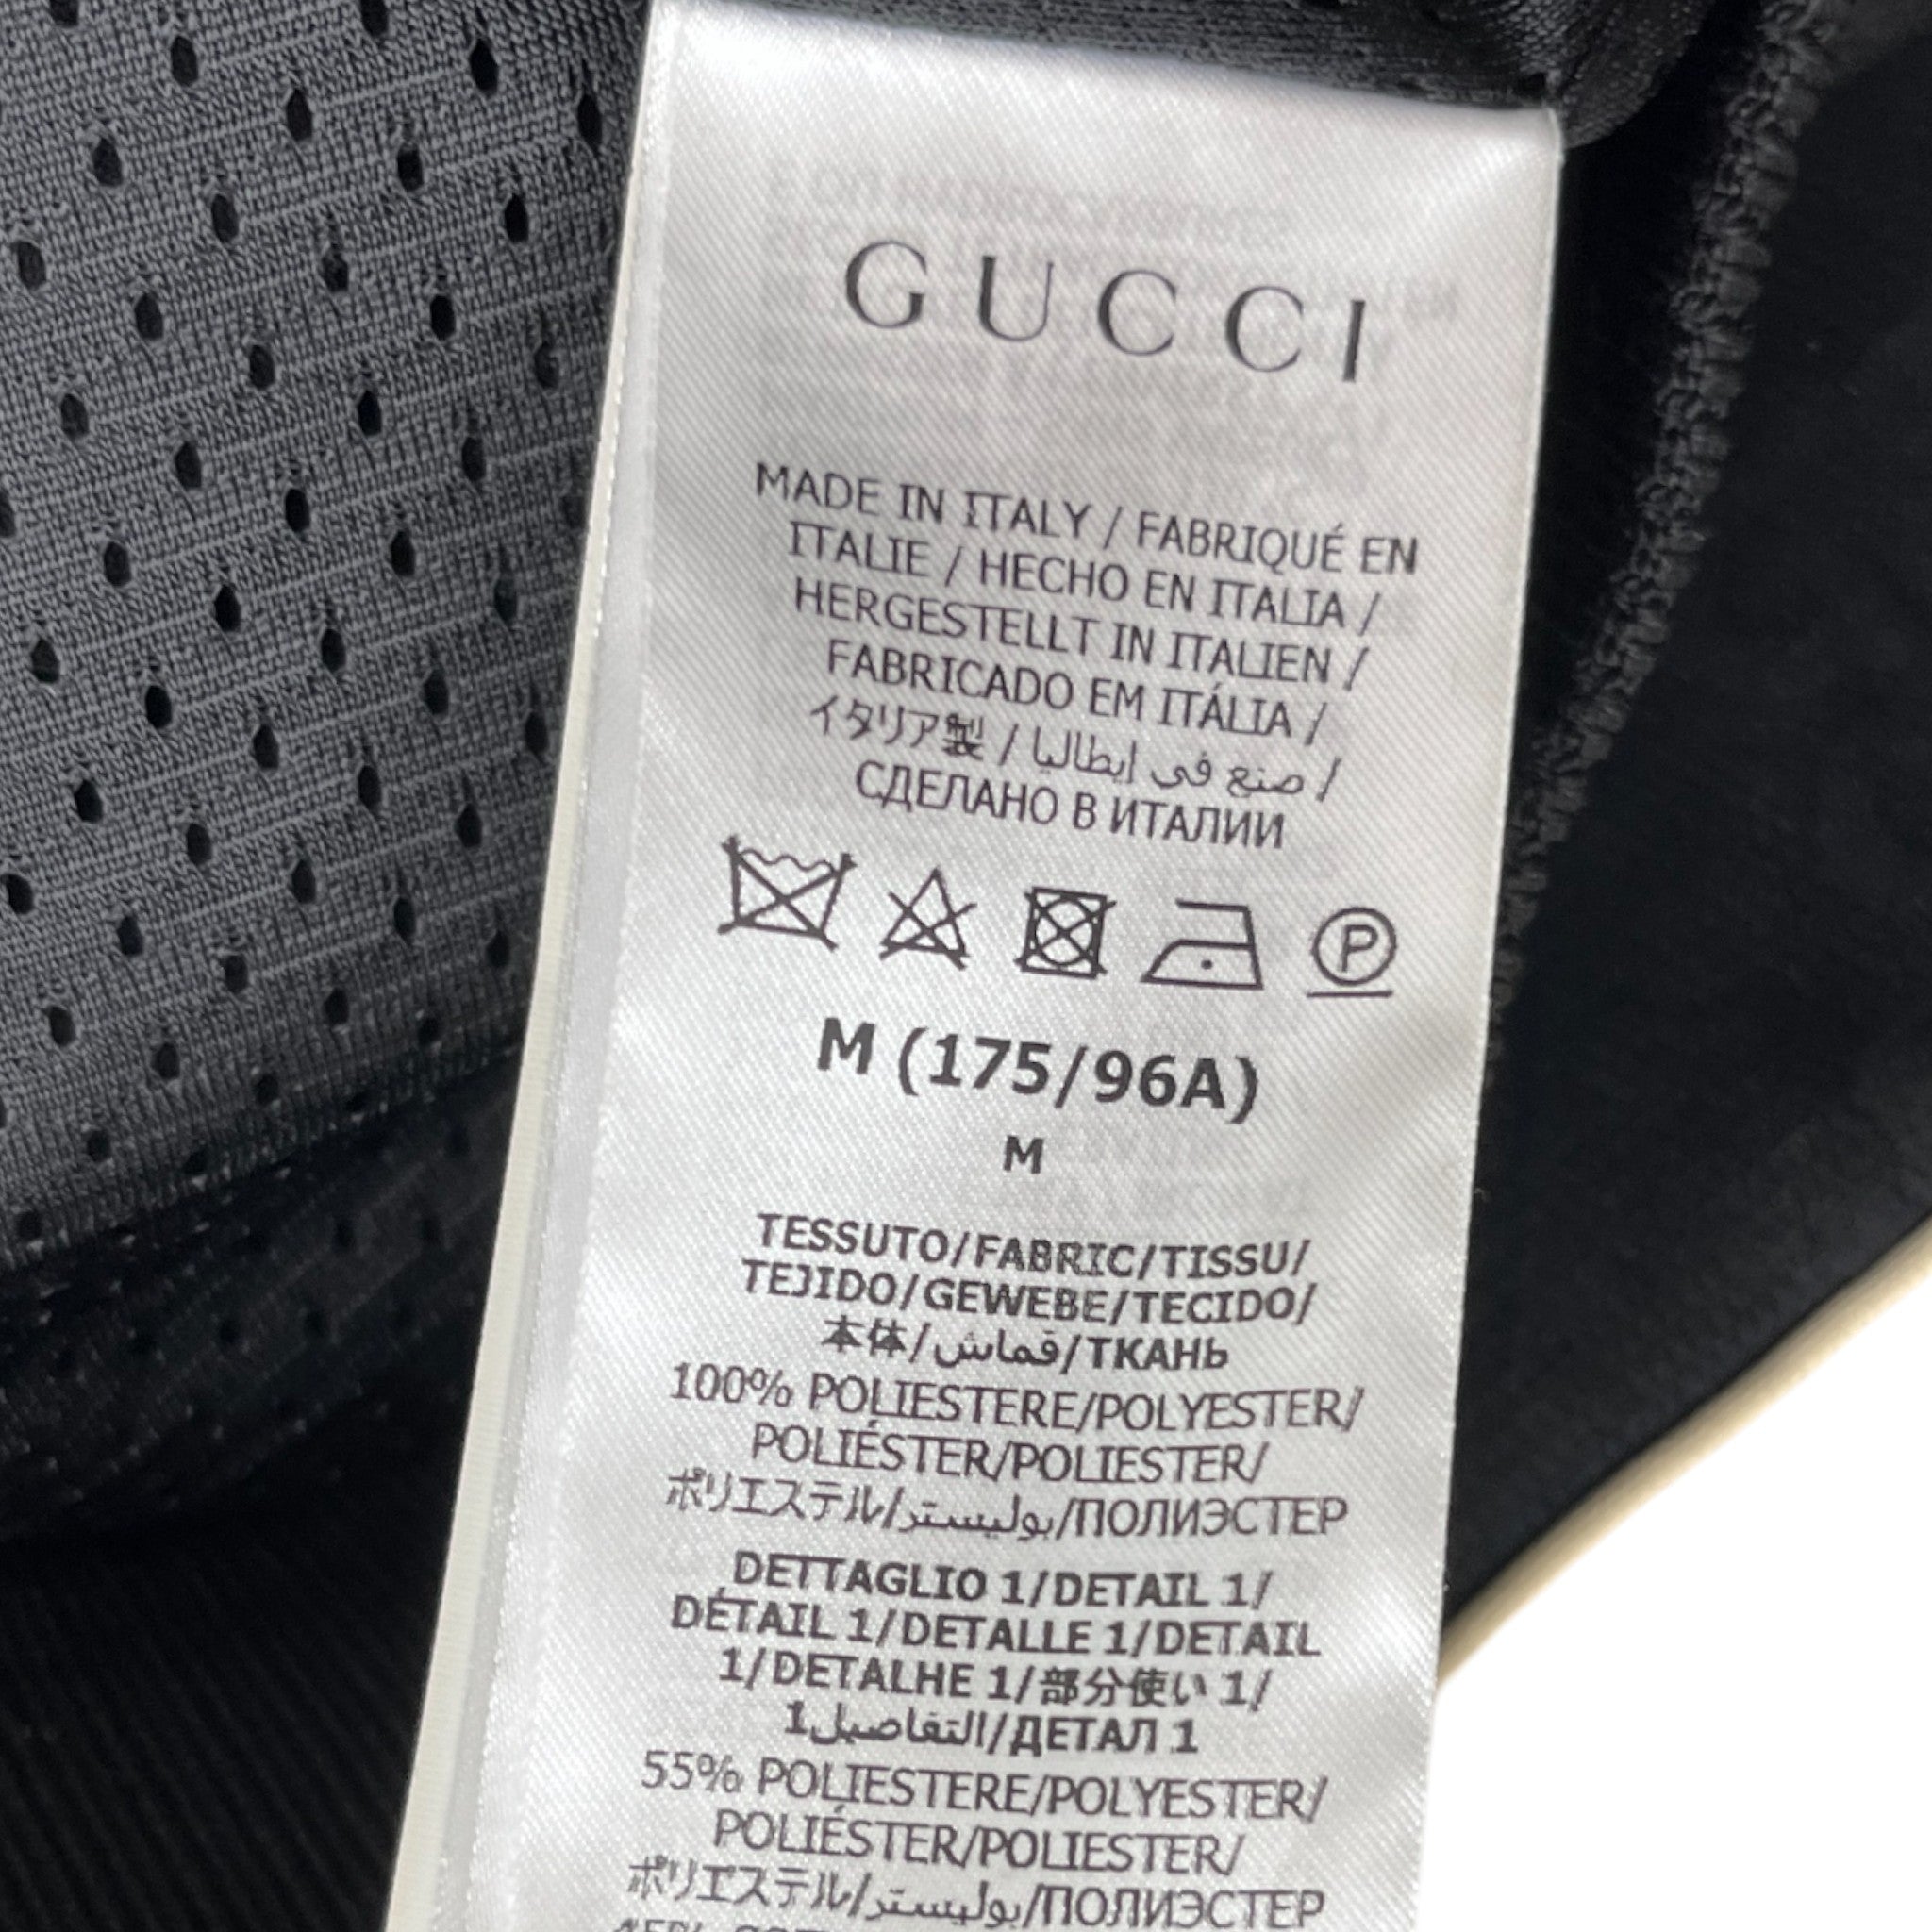 GUCCI
MADE IN ITALY / FABRIQUÉ EN
ITALIE / HECHO EN ITALIA /
HERGESTELLT IN ITALIEN /
FABRICADO EM ITÁLIA /
イタリア製 / صنع في إيطاليا /
СДЕЛАНО В ИТАЛИИ
P
M (175/96A)
M
TESSUTO/FABRIC/TISSU/
TEJIDO/GEWEBE/TECIDO/
本体/قماش/ТКАНЬ
100% POLIESTERE/POLYESTER/
POLIÉSTER/POLIESTER/
ポリエステル/بوليستر/ПОЛИЭСТЕР
DETTAGLIO 1/DETAIL 1/
DÉTAIL 1/DETALLE 1/DETAIL
1/DETALHE 1/部分使い 1/
التفاصيل1/ДЕТАЛ 1
55% POLIESTERE/POLYESTER/
POLIÉSTER/POLIESTER/
ポリエステル/بوليستر/ПОЛИЭСТЕР